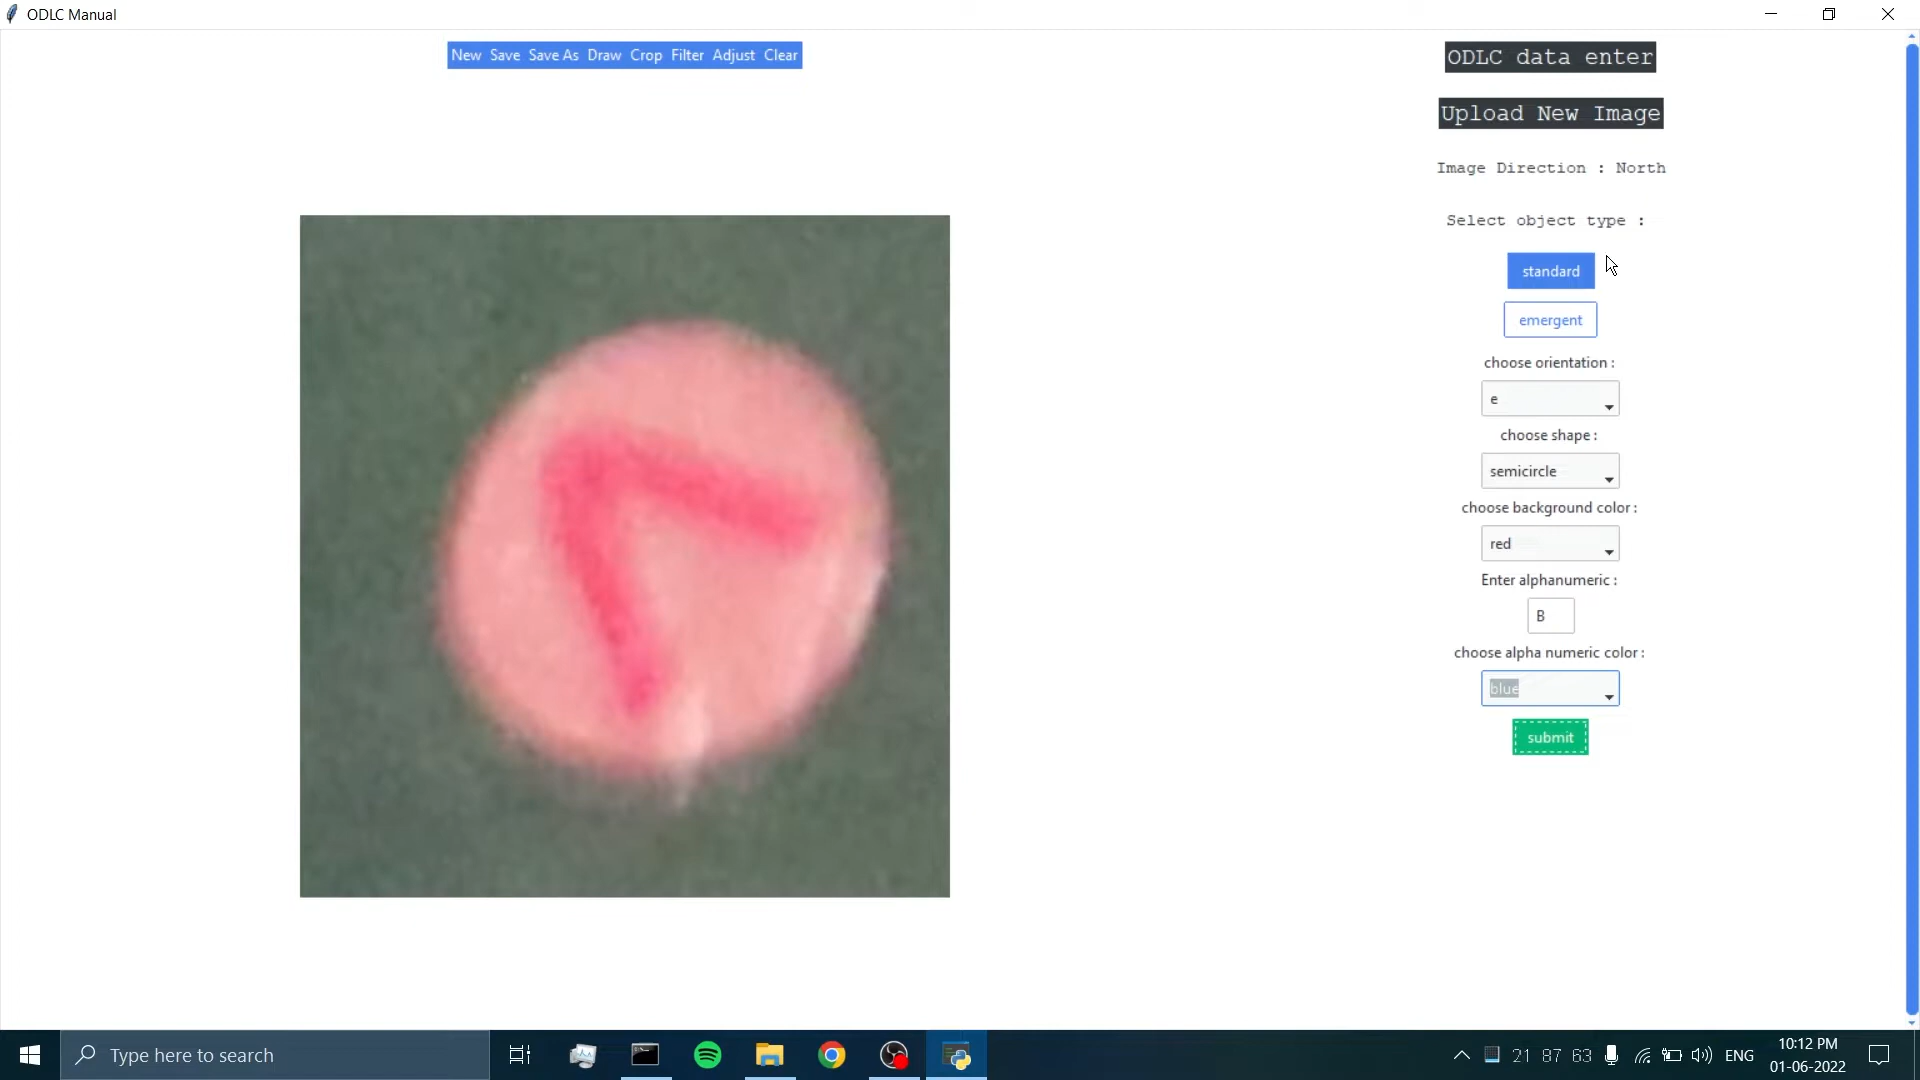 ODLC Manual
New Save Save As Draw Crop Filter Adjust Clear
ODLC data enter
Upload New Image
Image Direction : North
Select object type :
standard
emergent
choose orientation :
e
choose shape :
semicircle
choose background color :
red
Enter alphanumeric :
B
choose alpha numeric color :
blue
submit
Type here to search
21 87 63 ENG
10:12 PM
01-06-2022